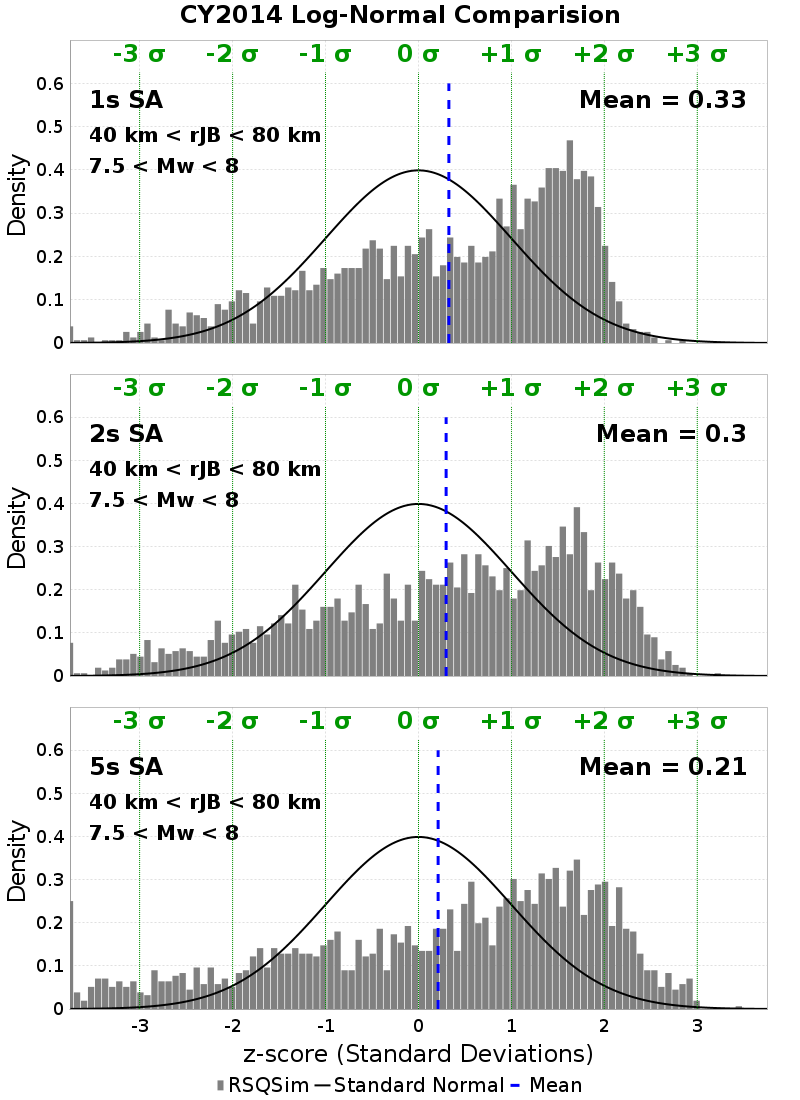 CY2014 Log-Normal Comparision
-3 σ -2 σ -1 σ 0 σ +1 σ +2 σ +3 σ
0.6
1s SA Mean = 0.33
0.5
40 km < rJB < 80 km
7.5 < Mw < 8
0.4
0.3
0.2
0.1
0
Density
-3 σ -2 σ -1 σ 0 σ +1 σ +2 σ +3 σ
0.6
2s SA Mean = 0.3
0.5
40 km < rJB < 80 km
7.5 < Mw < 8
0.4
0.3
0.2
0.1
0
Density
-3 σ -2 σ -1 σ 0 σ +1 σ +2 σ +3 σ
0.6
5s SA Mean = 0.21
0.5
40 km < rJB < 80 km
7.5 < Mw < 8
0.4
0.3
0.2
0.1
0
Density
-3 -2 -1 0 1 2 3
z-score (Standard Deviations)
RSQSim Standard Normal Mean